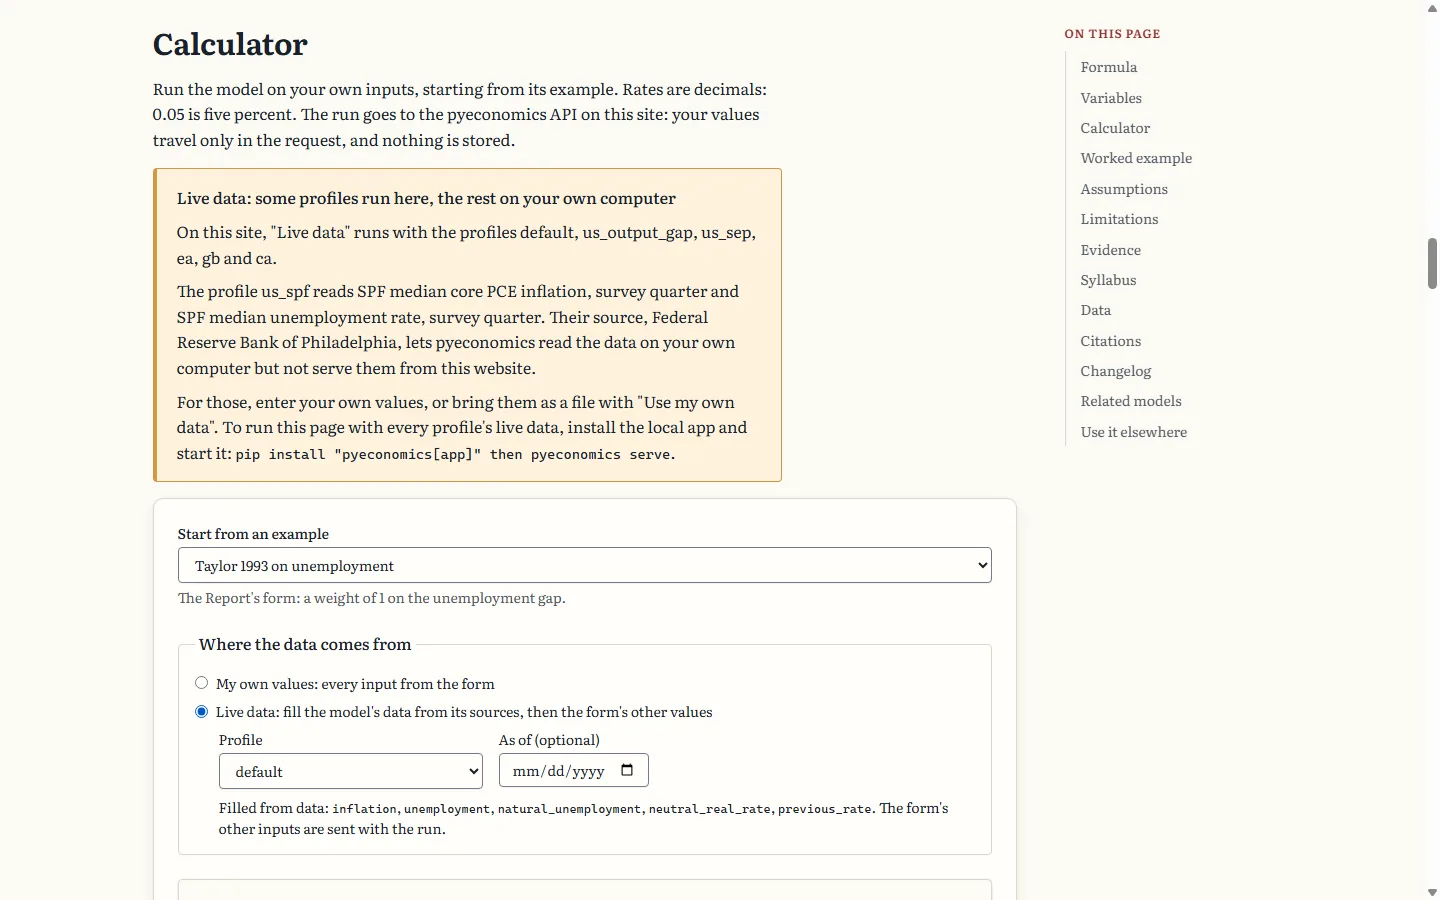 Calculator
Run the model on your own inputs, starting from its example. Rates are decimals:
0.05 is five percent. The run goes to the pyeconomics API on this site: your values
travel only in the request, and nothing is stored.
Live data: some profiles run here, the rest on your own computer
On this site, "Live data" runs with the profiles default, us_output_gap, us_sep,
ea, gb and ca.
The profile us_spf reads SPF median core PCE inflation, survey quarter and
SPF median unemployment rate, survey quarter. Their source, Federal
Reserve Bank of Philadelphia, lets pyeconomics read the data on your own
computer but not serve them from this website.
For those, enter your own values, or bring them as a file with "Use my own
data". To run this page with every profile's live data, install the local app and
start it: pip install "pyeconomics[app]" then pyeconomics serve.
Start from an example
Taylor 1993 on unemployment
The Report's form: a weight of 1 on the unemployment gap.
Where the data comes from
My own values: every input from the form
Live data: fill the model's data from its sources, then the form's other values
Profile
As of (optional)
default
mm/dd/yyyy
Filled from data: inflation, unemployment, natural_unemployment, neutral_real_rate, previous_rate. The form's
other inputs are sent with the run.
ON THIS PAGE
Formula
Variables
Calculator
Worked example
Assumptions
Limitations
Evidence
Syllabus
Data
Citations
Changelog
Related models
Use it elsewhere